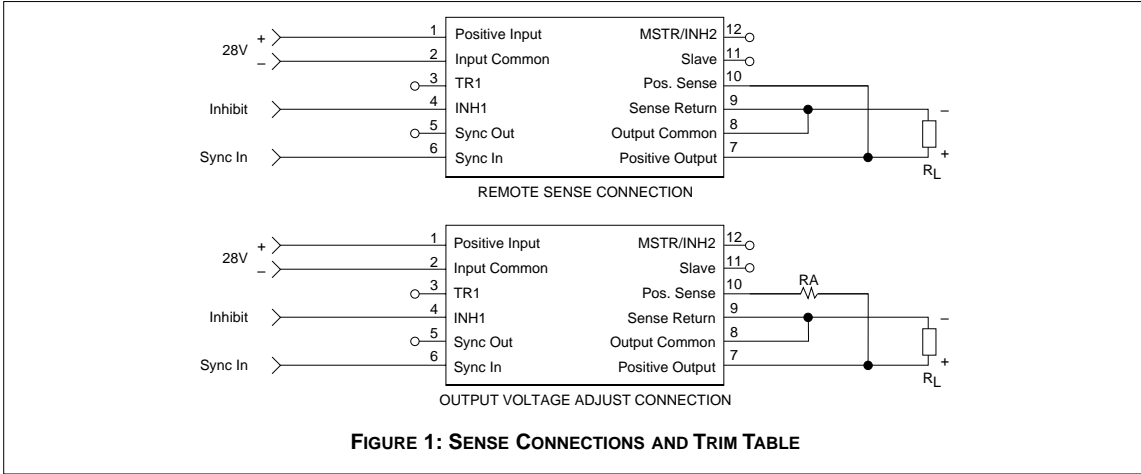 28V
+
–
Inhibit
Sync In
1 Positive Input
2 Input Common
3 TR1
4 INH1
5 Sync Out
6 Sync In
MSTR/INH2 12
Slave 11
Pos. Sense 10
Sense Return 9
Output Common 8
Positive Output 7
–
+
RL
REMOTE SENSE CONNECTION
28V
+
–
Inhibit
Sync In
1 Positive Input
2 Input Common
3 TR1
4 INH1
5 Sync Out
6 Sync In
MSTR/INH2 12
Slave 11
Pos. Sense 10
Sense Return 9
Output Common 8
Positive Output 7
RA
–
+
RL
OUTPUT VOLTAGE ADJUST CONNECTION
FIGURE 1: SENSE CONNECTIONS AND TRIM TABLE